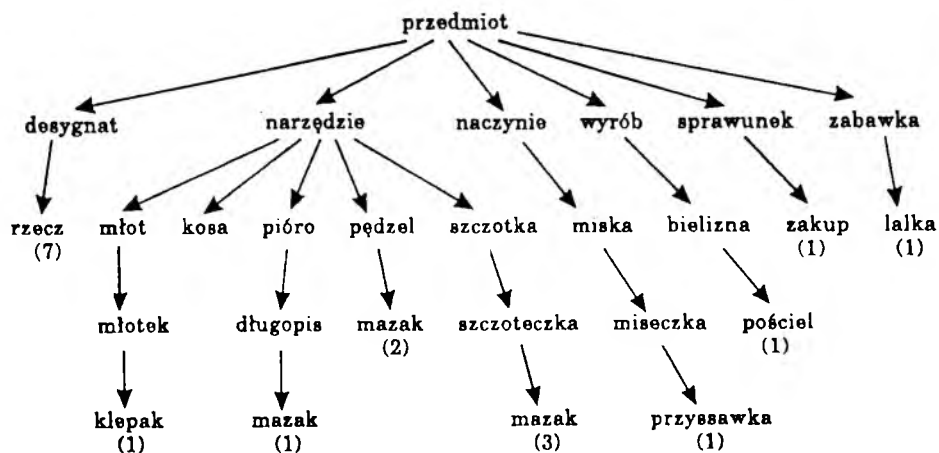 przedmiot
desygnat narzędzie naczynie wyrób sprawunek zabawka
rzecz młot kosa pióro pędzel szczotka miska bielizna zakup lalka
(7) (1) (1)
młotek długopis mazak szczoteczka miseczka pościel
(2) (1)
klepak mazak mazak przyssawka
(1) (1) (3) (1)